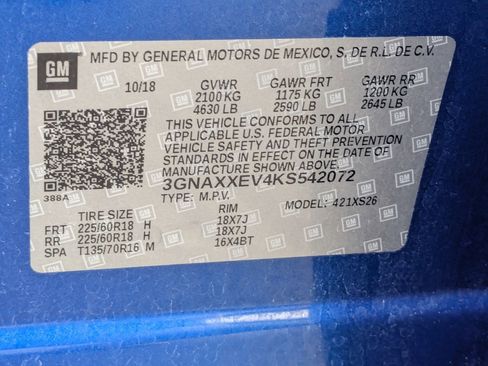 GM
MFD BY GENERAL MOTORS DE MEXICO, S. DE R.L. DE C.V.
10/18 GVWR GAWR FRT GAWR RR
2100 KG 1175 KG 1200 KG
4630 LB 2590 LB 2645 LB
THIS VEHICLE CONFORMS TO ALL
APPLICABLE U.S. FEDERAL MOTOR
VEHICLE SAFETY AND THEFT PREVENTION
STANDARDS IN EFFECT ON THE DATE OF
MANUFACTURE SHOWN ABOVE.
3GNAXXEV4KS542072
388A
TYPE: M.P.V. MODEL: 421XS26
TIRE SIZE RIM
FRT 225/60R18 H 18X7J
RR 225/60R18 H 18X7J
SPA T135/70R16 M 16X4BT